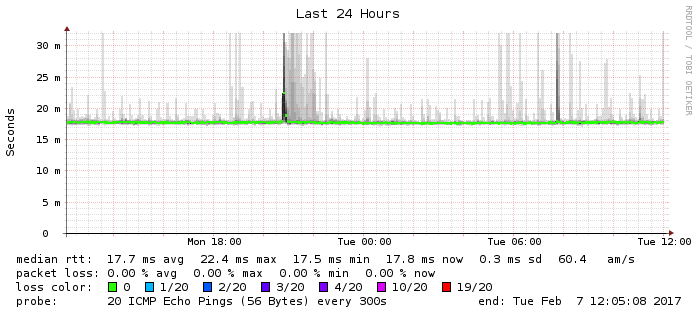 Last 24 Hours
RRDTOOL / TOBI OETIKER
Seconds
30 m
25 m
20 m
15 m
10 m
5 m
0
Mon 18:00 Tue 00:00 Tue 06:00 Tue 12:00
median rtt: 17.7 ms avg 22.4 ms max 17.5 ms min 17.8 ms now 0.3 ms sd 60.4 am/s
packet loss: 0.00 % avg 0.00 % max 0.00 % min 0.00 % now
loss color: 0 1/20 2/20 3/20 4/20 10/20 19/20
probe: 20 ICMP Echo Pings (56 Bytes) every 300s end: Tue Feb 7 12:05:08 2017